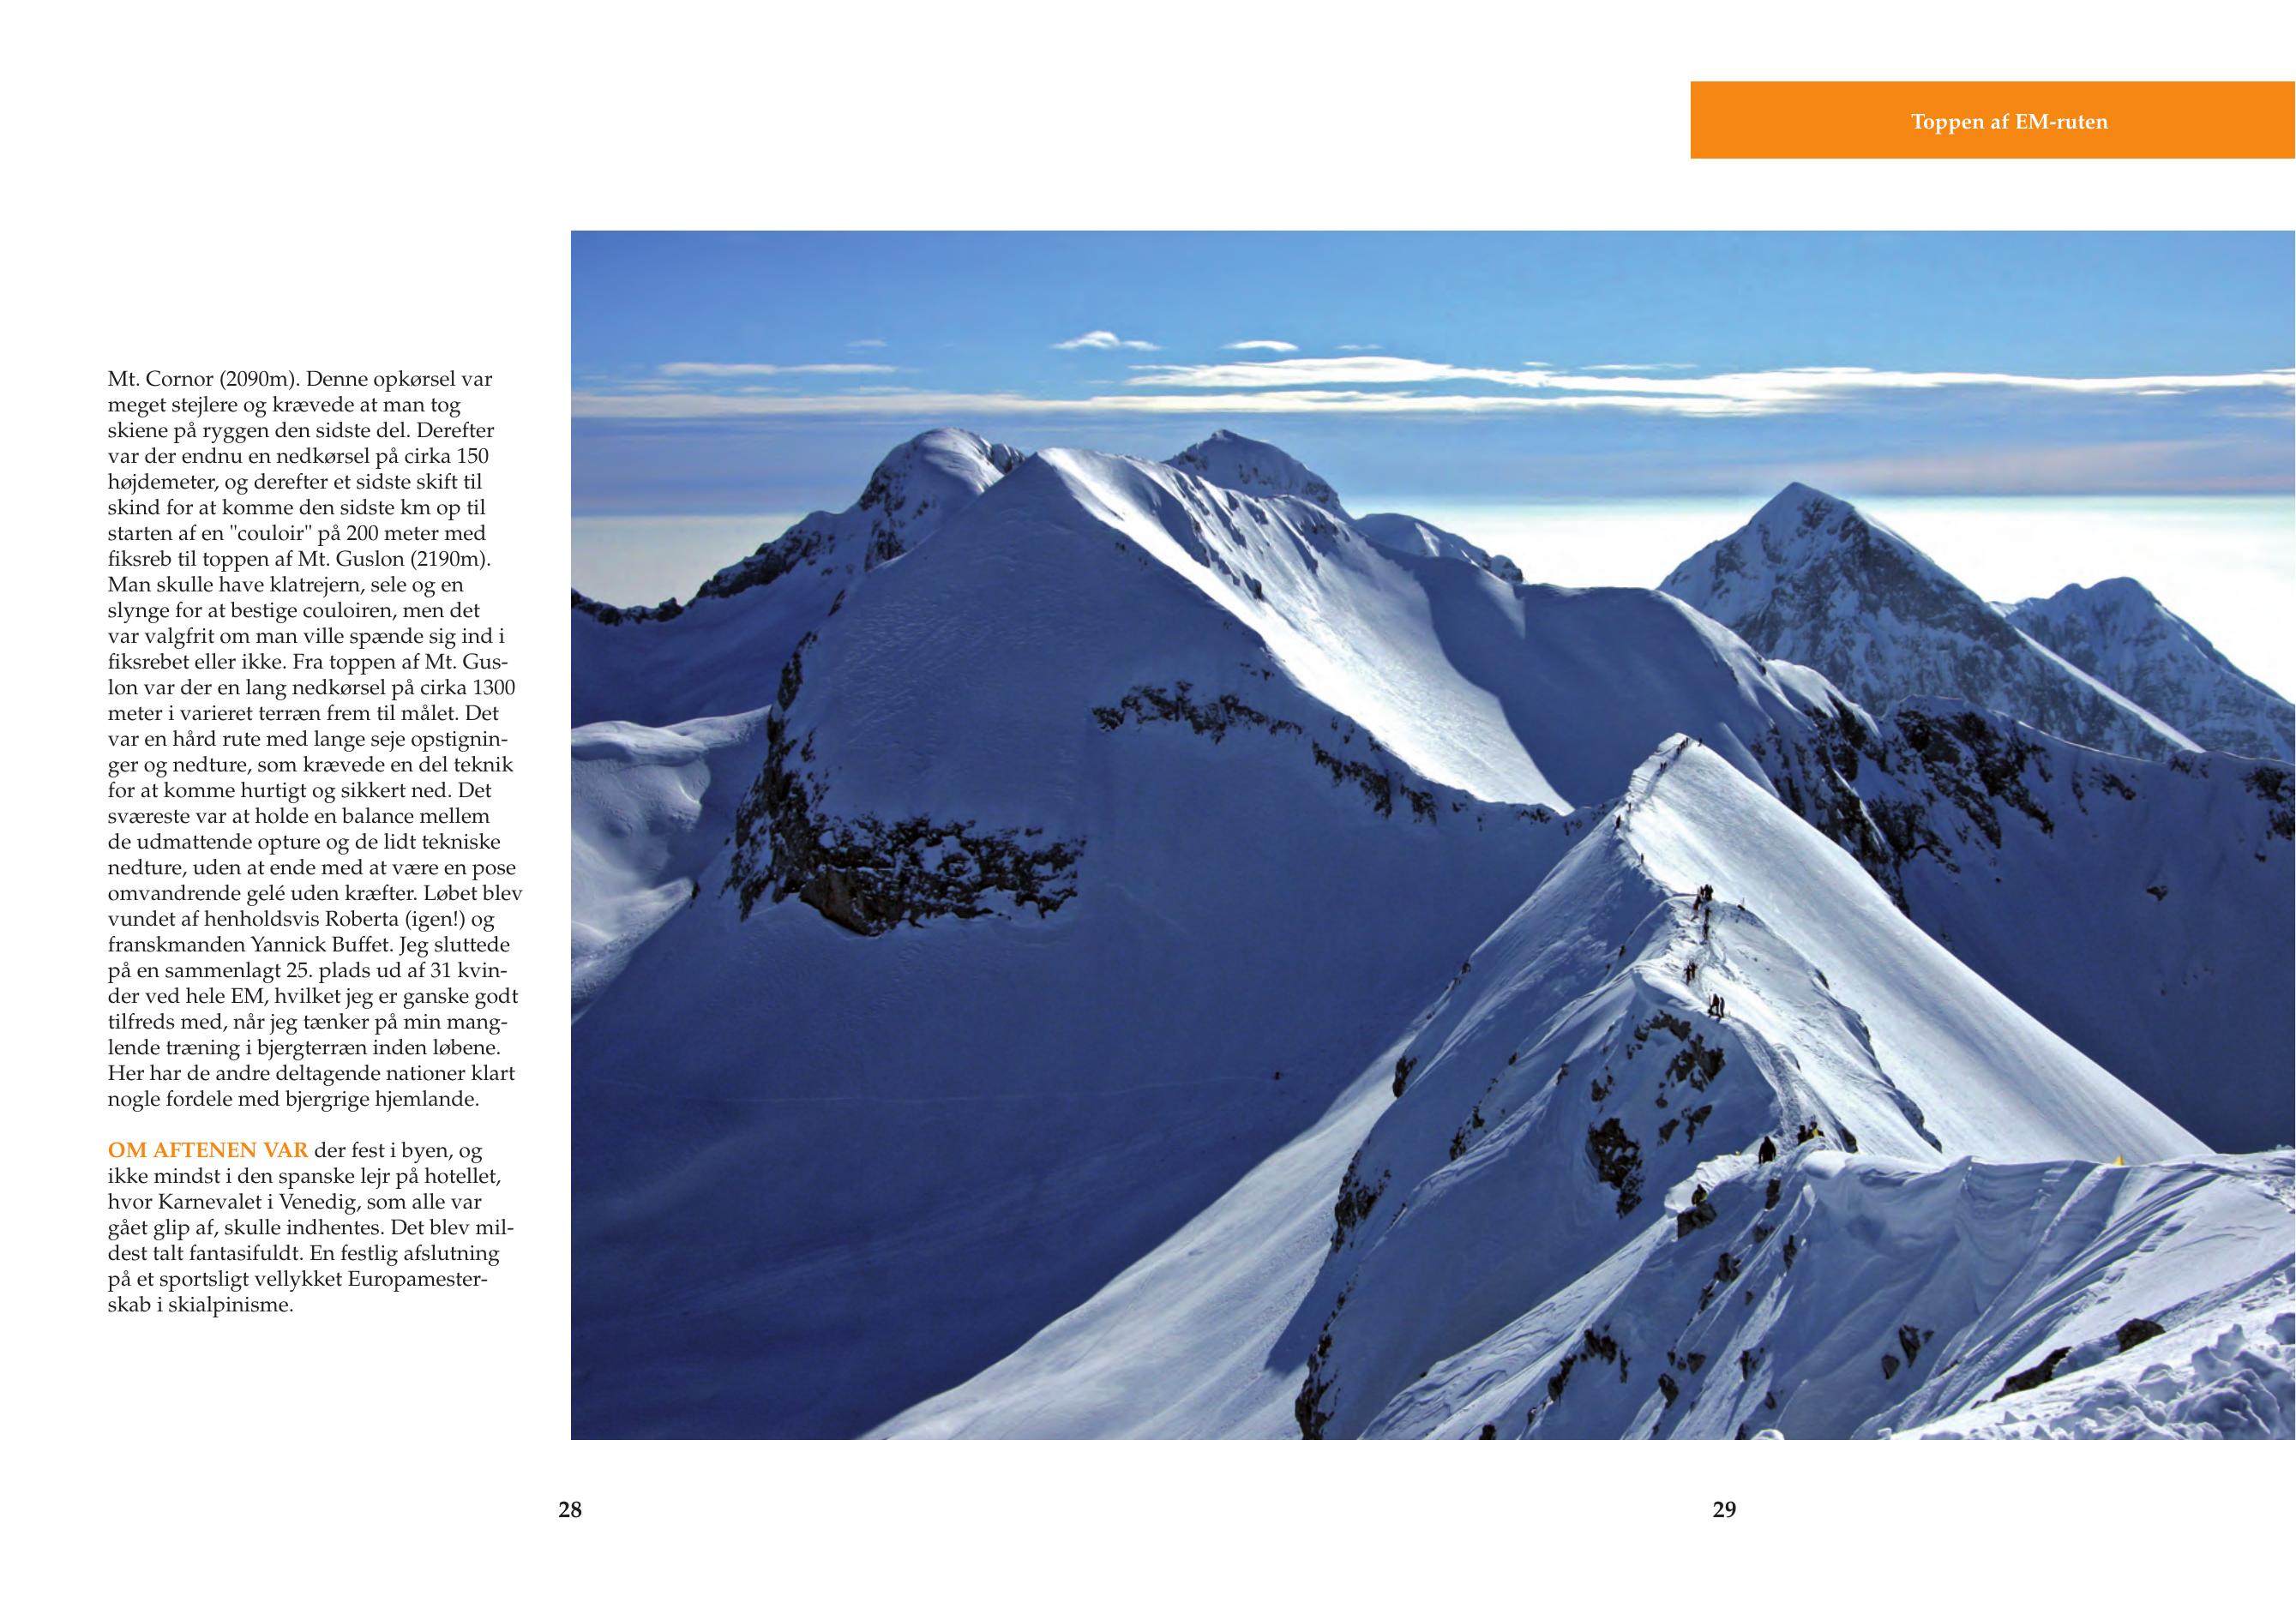 Toppen af EM-ruten
Mt. Cornor (2090m). Denne opkørsel var
meget stejlere og krævede at man tog
skiene på ryggen den sidste del. Derefter
var der endnu en nedkørsel på cirka 150
højdemeter, og derefter et sidste skift til
skind for at komme den sidste km op til
starten af en "couloir" på 200 meter med
fiksreb til toppen af Mt. Guslon (2190m).
Man skulle have klatrejern, sele og en
slynge for at bestige couloiren, men det
var valgfrit om man ville spænde sig ind i
fiksrebet eller ikke. Fra toppen af Mt. Gus-
lon var der en lang nedkørsel på cirka 1300
meter i varieret terræn frem til målet. Det
var en hård rute med lange seje opstignin-
ger og nedture, som krævede en del teknik
for at komme hurtigt og sikkert ned. Det
sværeste var at holde en balance mellem
de udmattende opture og de lidt tekniske
nedture, uden at ende med at være en pose
omvandrende gelé uden kræfter. Løbet blev
vundet af henholdsvis Roberta (igen!) og
franskmanden Yannick Buffet. Jeg sluttede
på en sammenlagt 25. plads ud af 31 kvin-
der ved hele EM, hvilket jeg er ganske godt
tilfreds med, når jeg tænker på min mang-
lende træning i bjergterræn inden løbene.
Her har de andre deltagende nationer klart
nogle fordele med bjergrige hjemlande.
OM AFTENEN VAR der fest i byen, og
ikke mindst i den spanske lejr på hotellet,
hvor Karnevalet i Venedig, som alle var
gået glip af, skulle indhentes. Det blev mil-
dest talt fantasifuldt. En festlig afslutning
på et sportsligt vellykket Europamester-
skab i skialpinisme.
28
29